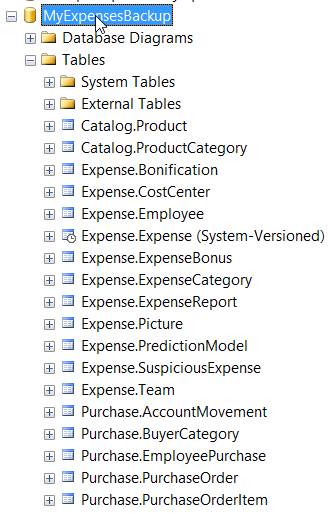 MyExpensesBackup
Database Diagrams
Tables
System Tables
External Tables
Catalog.Product
Catalog.ProductCategory
Expense.Bonification
Expense.CostCenter
Expense.Employee
Expense.Expense (System-Versioned)
Expense.ExpenseBonus
Expense.ExpenseCategory
Expense.ExpenseReport
Expense.Picture
Expense.PredictionModel
Expense.SuspiciousExpense
Expense.Team
Purchase.AccountMovement
Purchase.BuyerCategory
Purchase.EmployeePurchase
Purchase.PurchaseOrder
Purchase.PurchaseOrderItem